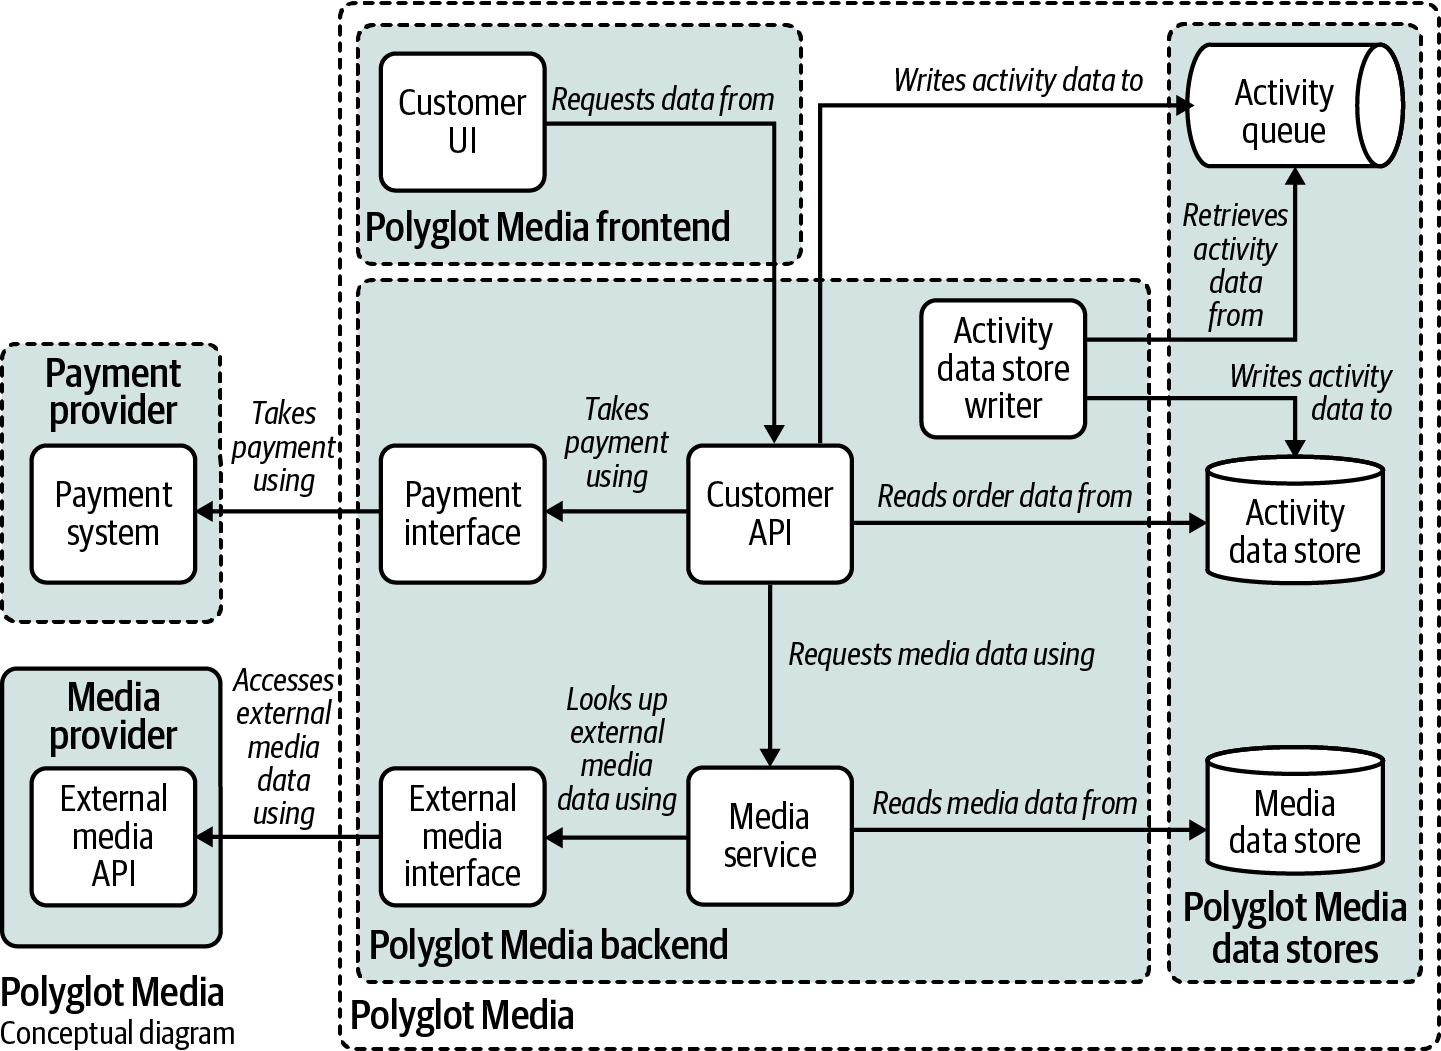 Customer
UI
Requests data from
Polyglot Media frontend
Writes activity data to
Activity
queue
Retrieves
activity
data
from
Activity
data store
writer
Writes activity
data to
Payment
provider
Payment
system
Takes
payment
using
Payment
interface
Takes
payment
using
Customer
API
Reads order data from
Activity
data store
Requests media data using
Media
provider
External
media
API
Accesses
external
media
data
using
External
media
interface
Looks up
external
media
data using
Media
service
Reads media data from
Media
data store
Polyglot Media
data stores
Polyglot Media backend
Polyglot Media
Polyglot Media
Conceptual diagram